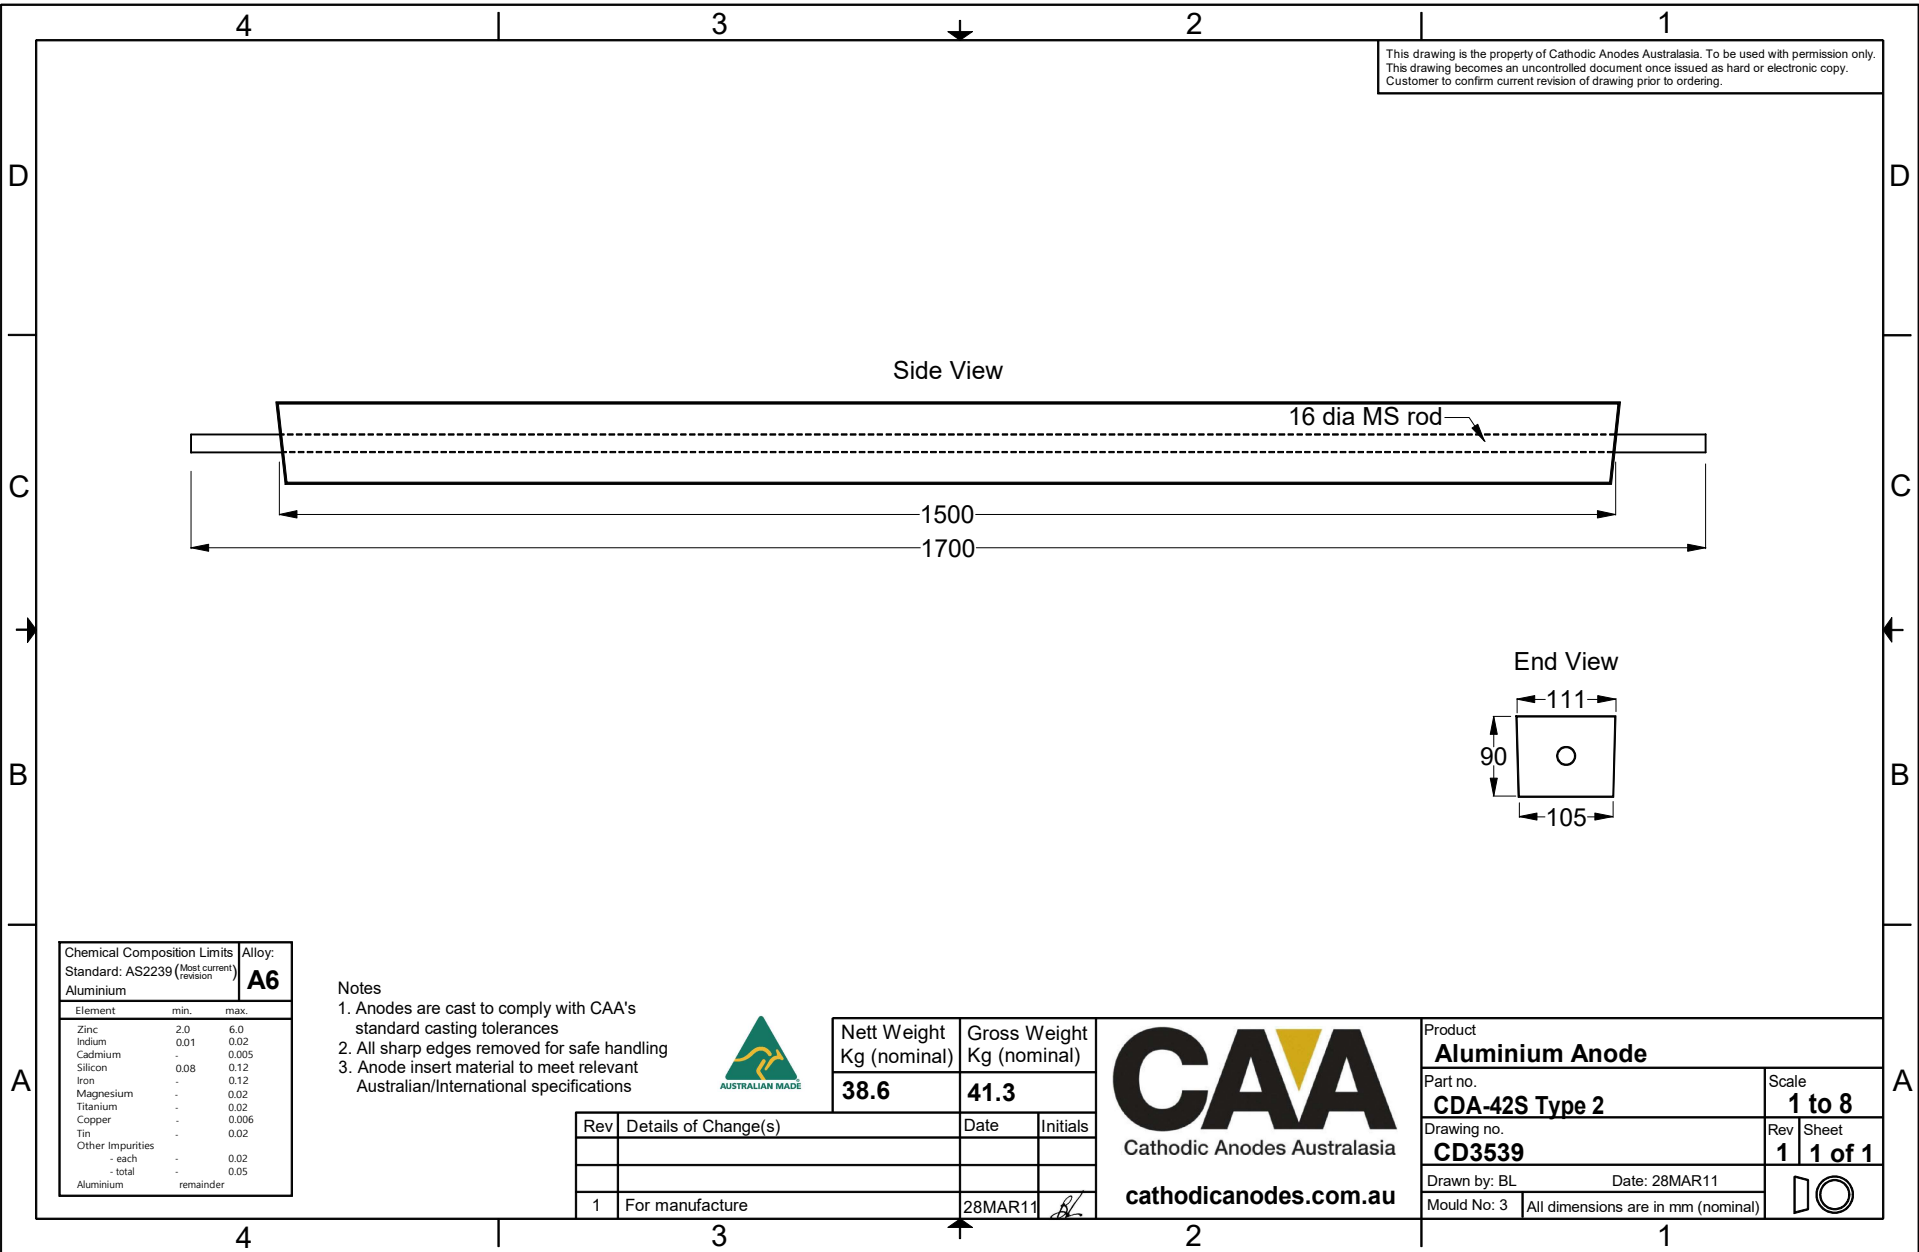 4 3 2 1
This drawing is the property of Cathodic Anodes Australasia. To be used with permission only.
This drawing becomes an uncontrolled document once issued as hard or electronic copy.
Customer to confirm current revision of drawing prior to ordering.
D D
Side View
16 dia MS rod
C C
1500
1700
End View
111
90
B B
105
Chemical Composition Limits Alloy:
Standard: AS2239 (Most current revision) A6
Aluminium
Element min. max.
Zinc 2.0 6.0
Indium 0.01 0.02
Cadmium - 0.005
Silicon 0.08 0.12
Iron - 0.12
Magnesium - 0.02
Titanium - 0.02
Copper - 0.006
Tin - 0.02
Other Impurities
- each - 0.02
- total - 0.05
Aluminium remainder
Notes
1. Anodes are cast to comply with CAA's
standard casting tolerances
2. All sharp edges removed for safe handling
3. Anode insert material to meet relevant
Australian/International specifications
AUSTRALIAN MADE
Nett Weight Gross Weight
Kg (nominal) Kg (nominal)
38.6 41.3
Rev Details of Change(s) Date Initials
1 For manufacture 28MAR11 BL
CAA
Cathodic Anodes Australasia
cathodicanodes.com.au
Product
Aluminium Anode
Part no. Scale
CDA-42S Type 2 1 to 8
Drawing no. Rev Sheet
CD3539 1 1 of 1
Drawn by: BL Date: 28MAR11
Mould No: 3 All dimensions are in mm (nominal)
A A
4 3 2 1